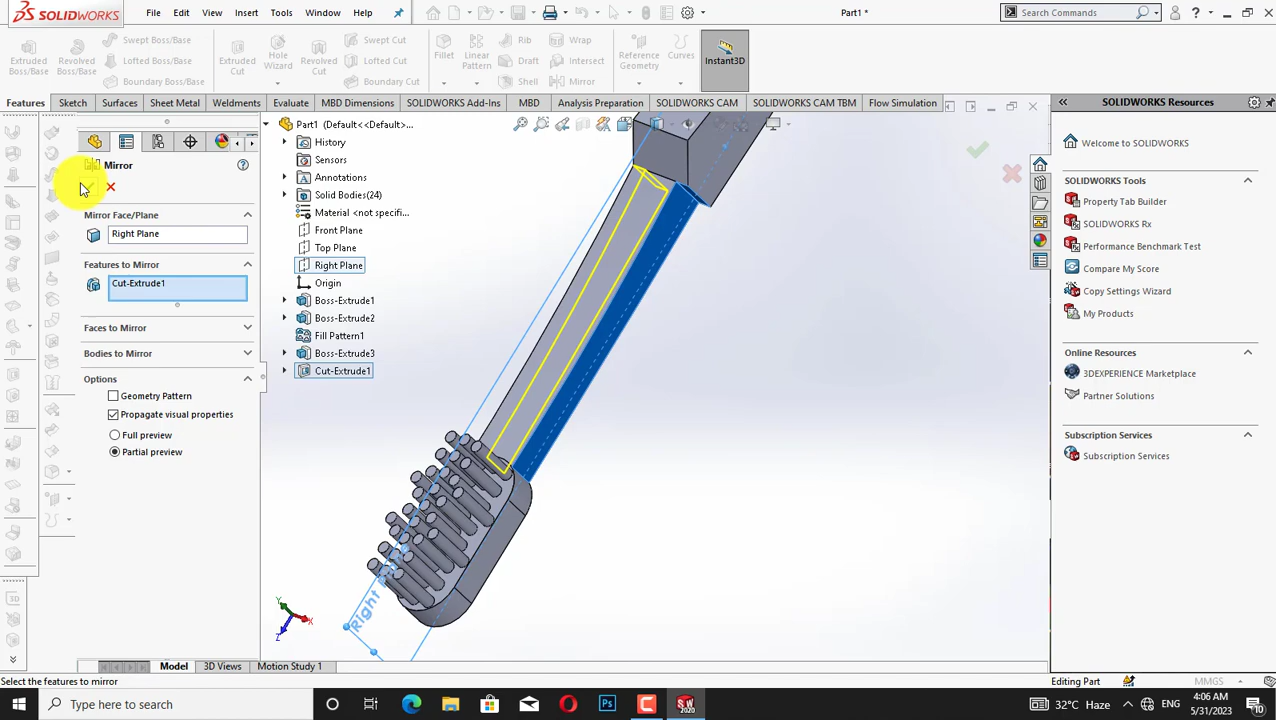 SOLIDWORKS
File
Edit
View
Insert
Tools
Window
Help
Part1 *
Search Commands
Extruded Boss/Base
Revolved Boss/Base
Swept Boss/Base
Lofted Boss/Base
Boundary Boss/Base
Extruded Cut
Hole Wizard
Revolved Cut
Swept Cut
Lofted Cut
Boundary Cut
Fillet
Linear Pattern
Rib
Draft
Shell
Wrap
Intersect
Mirror
Reference Geometry
Curves
Instant3D
Features
Sketch
Surfaces
Sheet Metal
Weldments
Evaluate
MBD Dimensions
SOLIDWORKS Add-Ins
MBD
Analysis Preparation
SOLIDWORKS CAM
SOLIDWORKS CAM TBM
Flow Simulation
Mirror
Mirror Face/Plane
Right Plane
Features to Mirror
Cut-Extrude1
Faces to Mirror
Bodies to Mirror
Options
Geometry Pattern
Propagate visual properties
Full preview
Partial preview
Part1 (Default<<Default>...
History
Sensors
Annotations
Solid Bodies(24)
Material <not specifi...
Front Plane
Top Plane
Right Plane
Origin
Boss-Extrude1
Boss-Extrude2
Fill Pattern1
Boss-Extrude3
Cut-Extrude1
Y
X
Z
SOLIDWORKS Resources
Welcome to SOLIDWORKS
SOLIDWORKS Tools
Property Tab Builder
SOLIDWORKS Rx
Performance Benchmark Test
Compare My Score
Copy Settings Wizard
My Products
Online Resources
3DEXPERIENCE Marketplace
Partner Solutions
Subscription Services
Subscription Services
Model
3D Views
Motion Study 1
Select the features to mirror
Editing Part
MMGS
Type here to search
32°C Haze
ENG
4:06 AM
5/31/2023